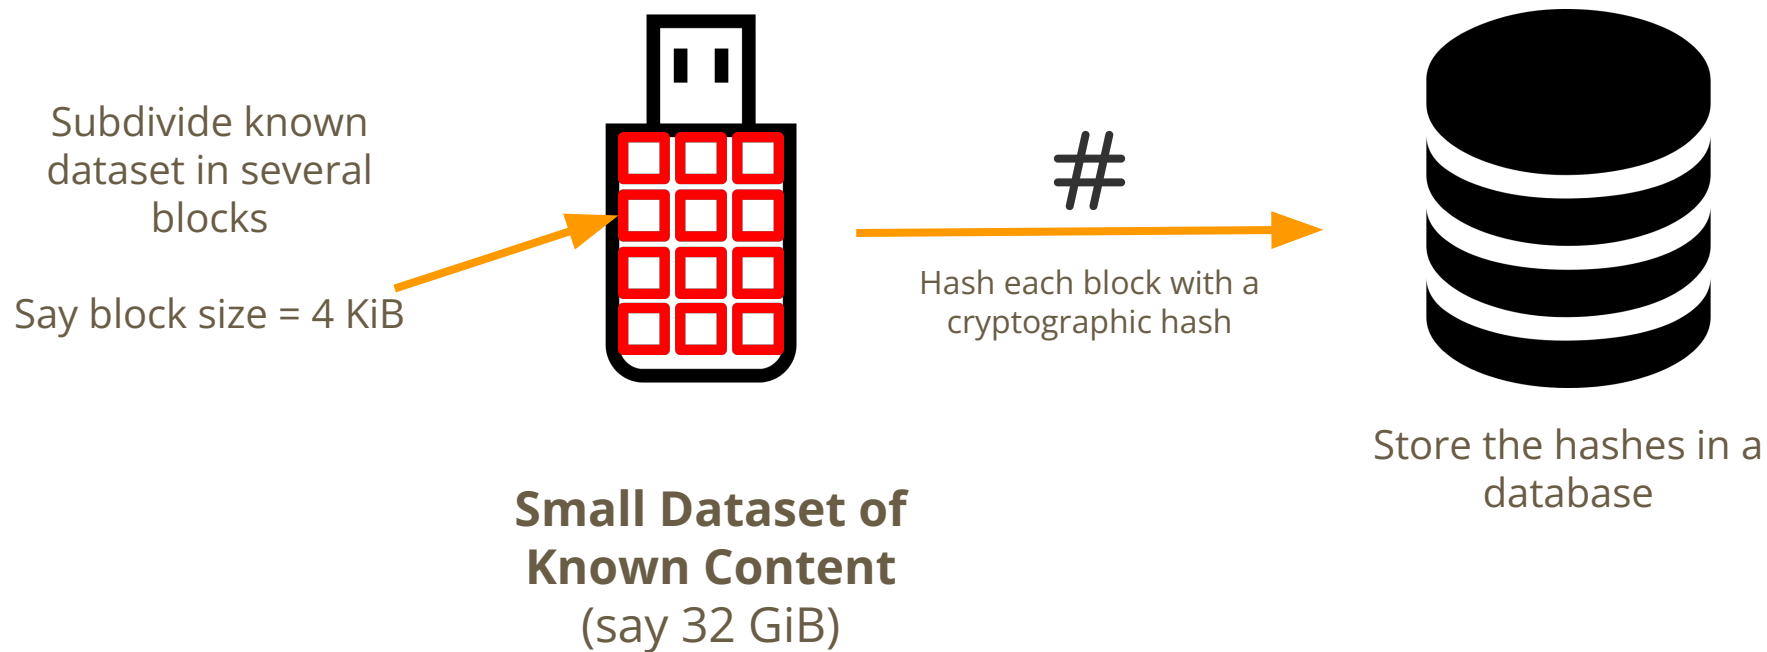 Subdivide known
dataset in several
blocks
Say block size = 4 KiB
#
Hash each block with a
cryptographic hash
Store the hashes in a
database
Small Dataset of
Known Content
(say 32 GiB)